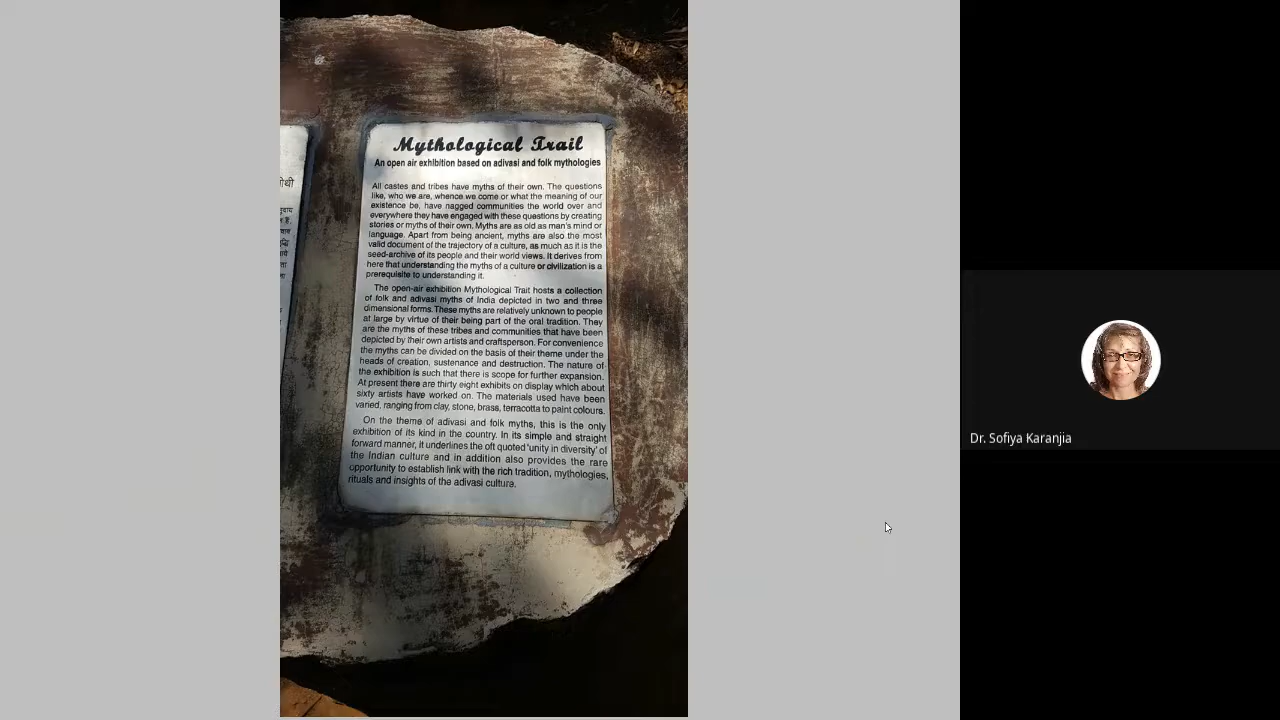 Mythological Trail
An open air exhibition based on adivasi and folk mythologies
All castes and tribes have myths of their own. The questions
like, who we are, whence we come or what the meaning of our
existence be, have nagged communities the world over and
everywhere they have engaged with these questions by creating
stories or myths of their own. Myths are as old as man's mind or
language. Apart from being ancient, myths are also the most
valid document of the trajectory of a culture, as much as it is the
seed-archive of its people and their world views. It derives from
here that understanding the myths of a culture or civilization is a
prerequisite to understanding it.
The open-air exhibition Mythological Trait hosts a collection
of folk and adivasi myths of India depicted in two and three
dimensional forms. These myths are relatively unknown to people
at large by virtue of their being part of the oral tradition. They
are the myths of these tribes and communities that have been
depicted by their own artists and craftsperson. For convenience
the myths can be divided on the basis of their theme under the
heads of creation, sustenance and destruction. The nature of
the exhibition is such that there is scope for further expansion.
At present there are thirty eight exhibits on display which about
sixty artists have worked on. The materials used have been
varied, ranging from clay, stone, brass, terracotta to paint colours.
On the theme of adivasi and folk myths, this is the only
exhibition of its kind in the country. In its simple and straight
forward manner, it underlines the oft quoted 'unity in diversity' of
the Indian culture and in addition also provides the rare
opportunity to establish link with the rich tradition, mythologies,
rituals and insights of the adivasi culture.
Dr. Sofiya Karanjia